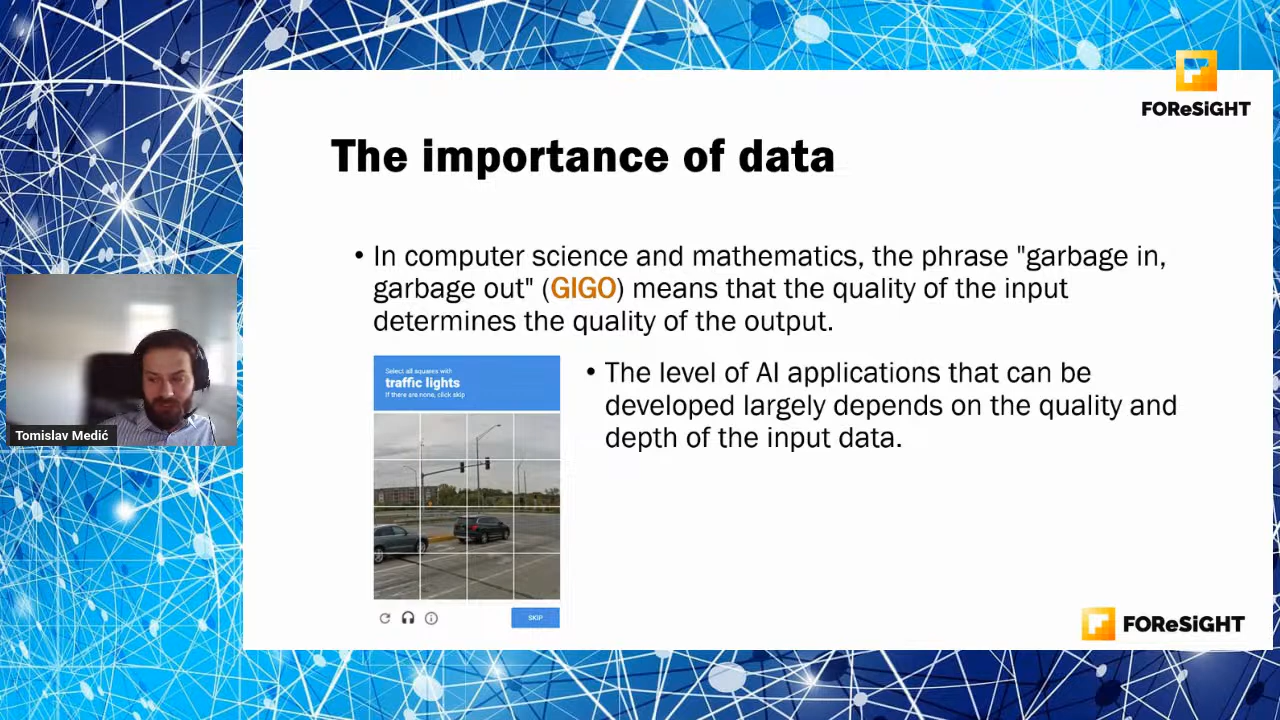 FOReSiGHT
The importance of data
• In computer science and mathematics, the phrase "garbage in,
garbage out" (GIGO) means that the quality of the input
determines the quality of the output.
Select all squares with
traffic lights
If there are none, click skip
SKIP
• The level of AI applications that can be
developed largely depends on the quality and
depth of the input data.
Tomislav Medić
FOReSiGHT